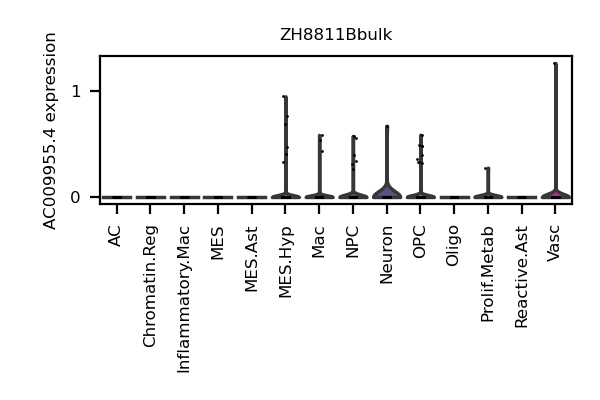 ZH8811Bbulk
AC009955.4 expression
1
0
AC
Chromatin.Reg
Inflammatory.Mac
MES
MES.Ast
MES.Hyp
Mac
NPC
Neuron
OPC
Oligo
Prolif.Metab
Reactive.Ast
Vasc